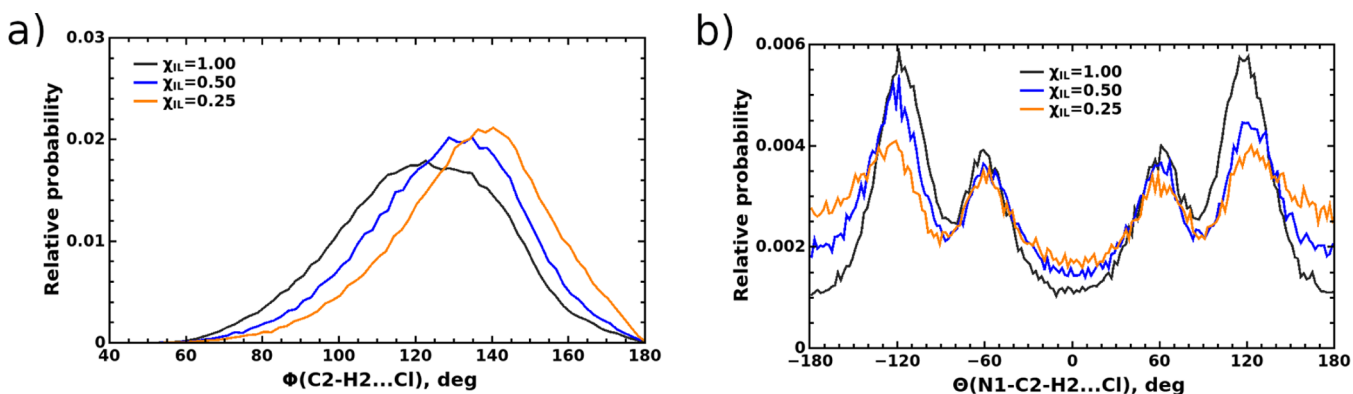 a)
0.03
0.02
0.01
0
Relative probability
χIL=1.00
χIL=0.50
χIL=0.25
40 60 80 100 120 140 160 180
Φ(C2-H2...Cl), deg
b)
0.006
0.004
0.002
0
Relative probability
χIL=1.00
χIL=0.50
χIL=0.25
−180 −120 −60 0 60 120 180
Θ(N1-C2-H2...Cl), deg